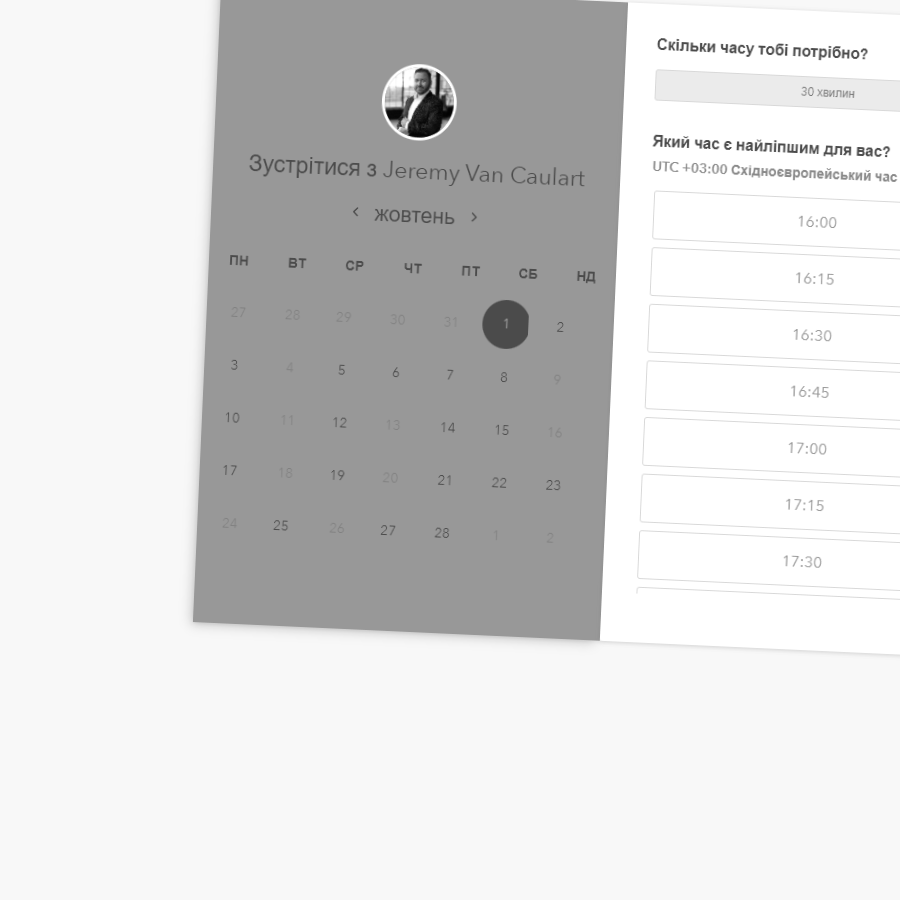 Зустрітися з Jeremy Van Caulart
‹ жовтень ›
ПН ВТ СР ЧТ ПТ СБ НД
27 28 29 30 31 1 2
3 4 5 6 7 8 9
10 11 12 13 14 15 16
17 18 19 20 21 22 23
24 25 26 27 28 1 2
Скільки часу тобі потрібно?
30 хвилин
Який час є найліпшим для вас?
UTC +03:00 Східноєвропейський час
16:00
16:15
16:30
16:45
17:00
17:15
17:30